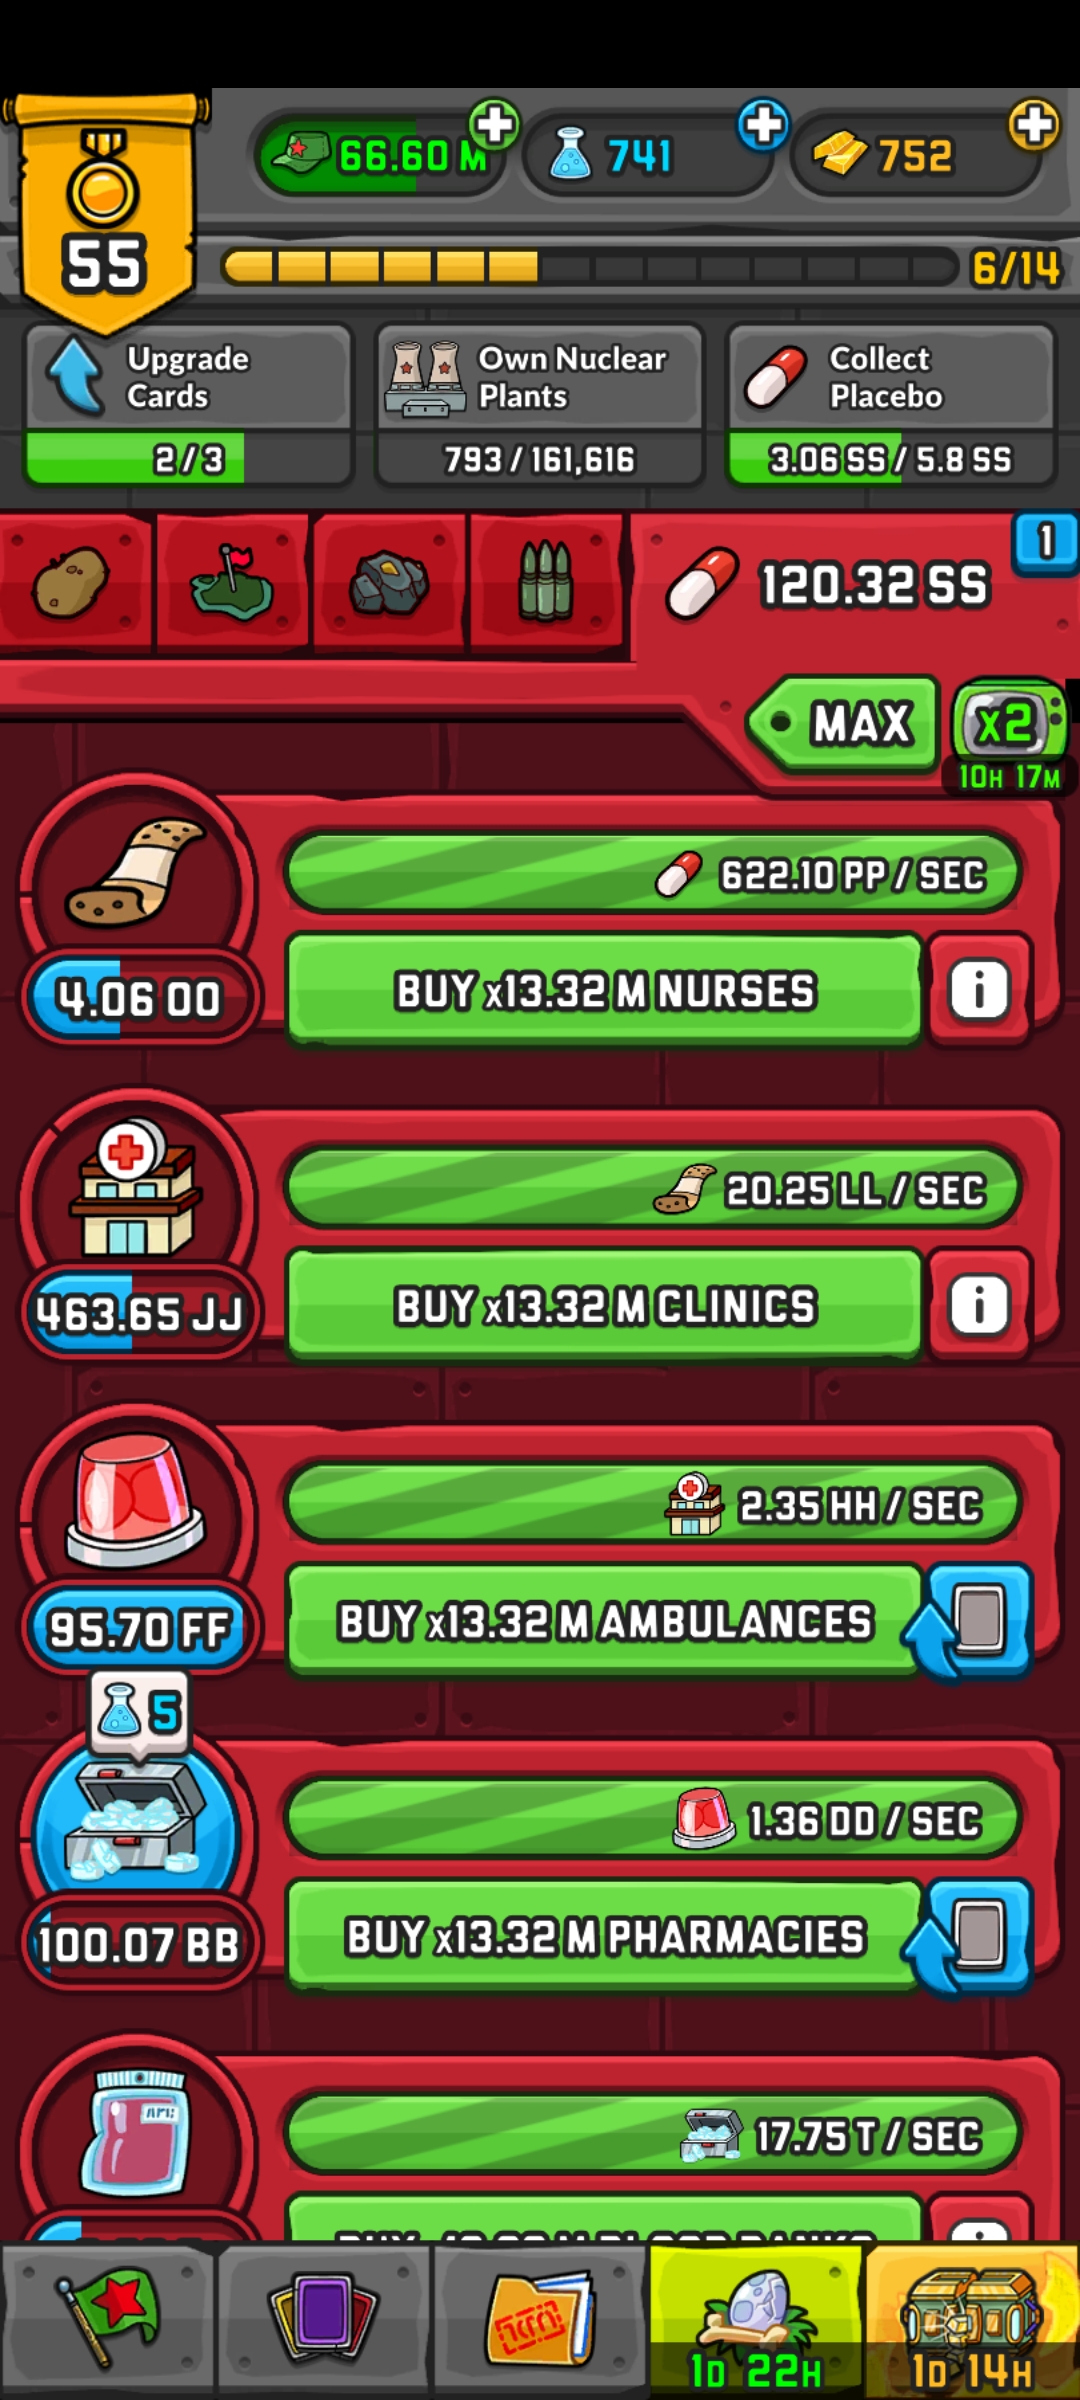 55
66.60 M
741
752
6/14
Upgrade
Cards
2/3
Own Nuclear
Plants
793/161,616
Collect
Placebo
3.06 SS/5.8 SS
120.32 SS
1
MAX
x2
10H 17M
622.10 PP/SEC
4.06 OO
BUY x13.32 M NURSES
i
20.25 LL/SEC
463.65 JJ
BUY x13.32 M CLINICS
i
2.35 HH/SEC
95.70 FF
BUY x13.32 M AMBULANCES
5
1.36 DD/SEC
100.07 BB
BUY x13.32 M PHARMACIES
17.75 T/SEC
1D 22H
1D 14H